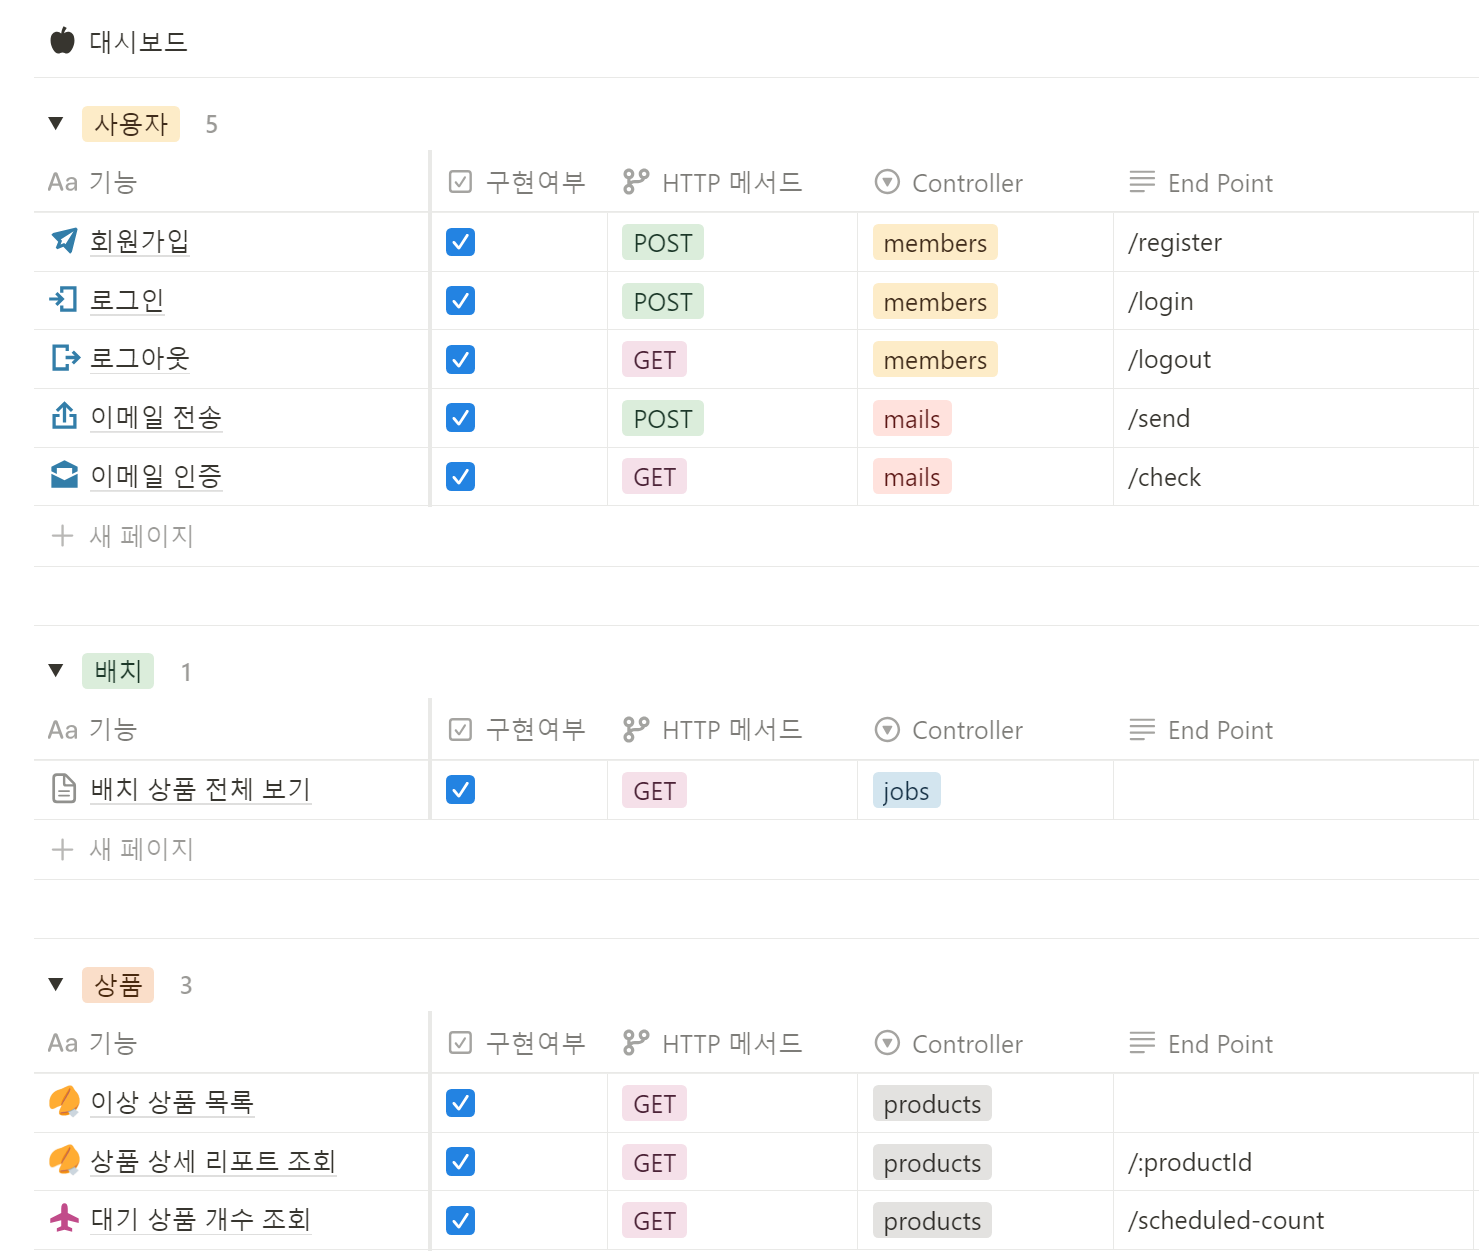 대시보드
사용자 5
Aa 기능 구현여부 HTTP 메서드 Controller End Point
회원가입 POST members /register
로그인 POST members /login
로그아웃 GET members /logout
이메일 전송 POST mails /send
이메일 인증 GET mails /check
+ 새 페이지
배치 1
Aa 기능 구현여부 HTTP 메서드 Controller End Point
배치 상품 전체 보기 GET jobs
+ 새 페이지
상품 3
Aa 기능 구현여부 HTTP 메서드 Controller End Point
이상 상품 목록 GET products
상품 상세 리포트 조회 GET products /:productId
대기 상품 개수 조회 GET products /scheduled-count